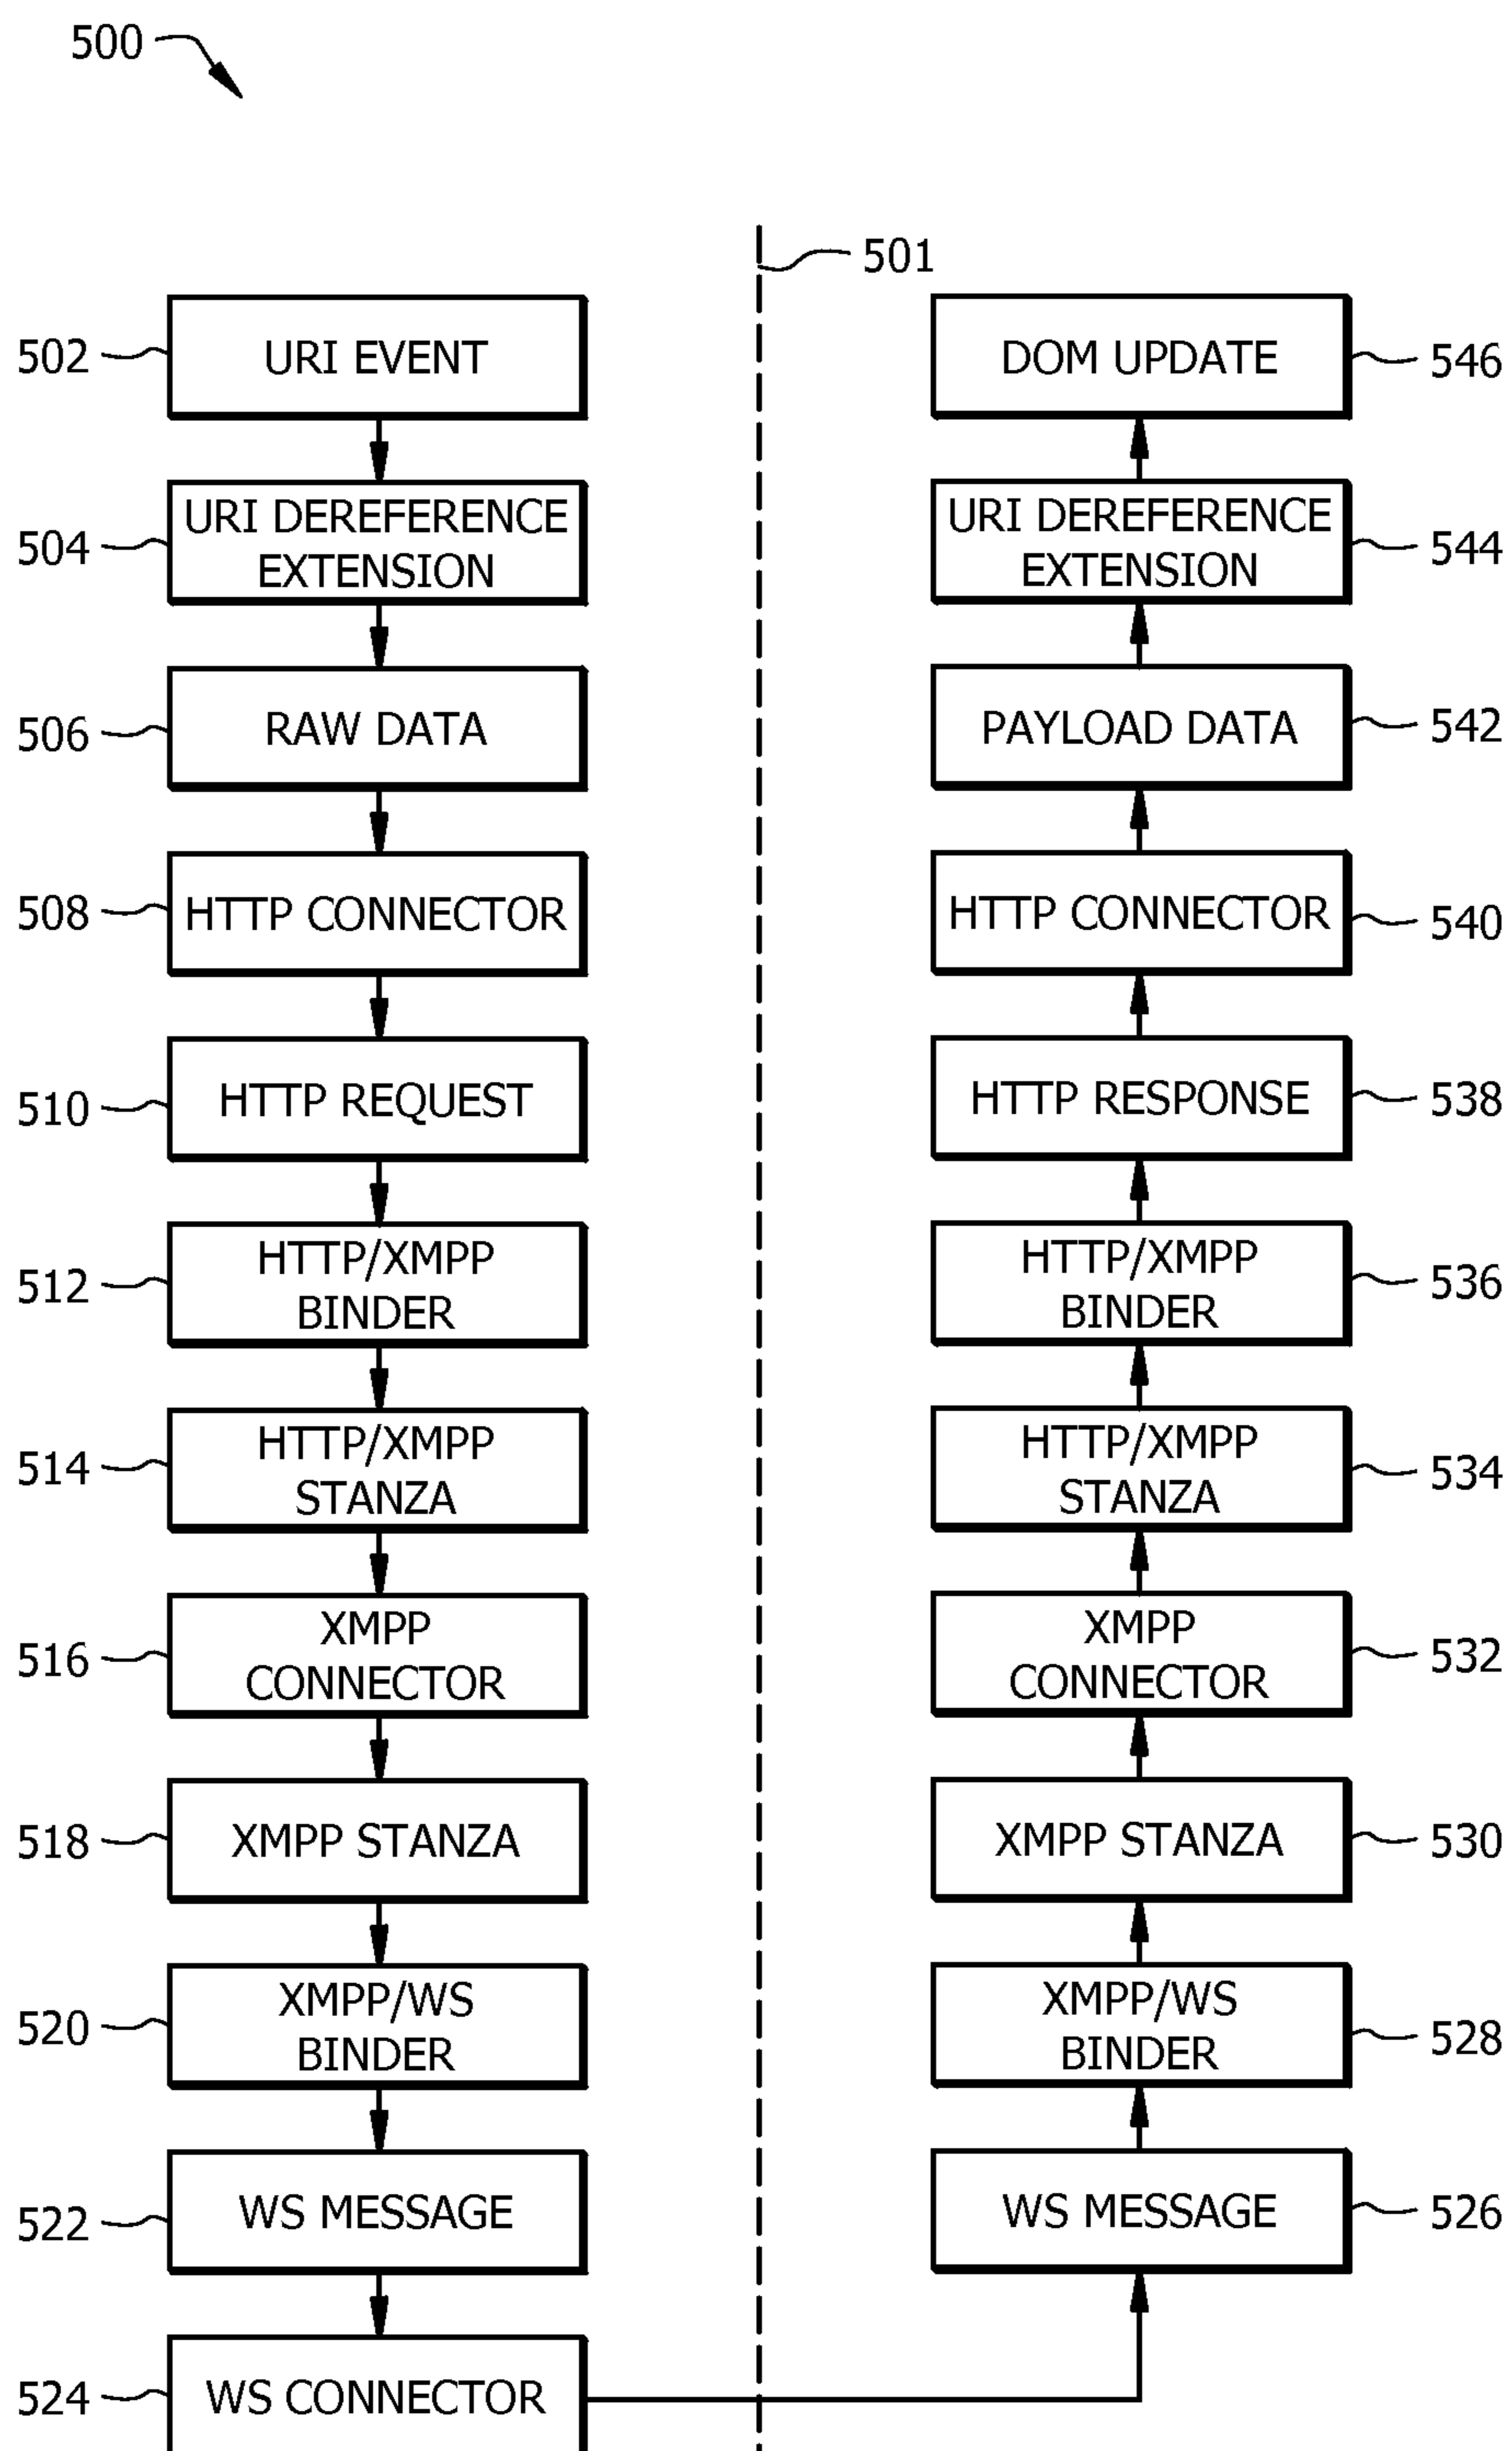 500
501
502
URI EVENT
504
URI DEREFERENCE
EXTENSION
506
RAW DATA
508
HTTP CONNECTOR
510
HTTP REQUEST
512
HTTP/XMPP
BINDER
514
HTTP/XMPP
STANZA
516
XMPP
CONNECTOR
518
XMPP STANZA
520
XMPP/WS
BINDER
522
WS MESSAGE
524
WS CONNECTOR
DOM UPDATE
546
URI DEREFERENCE
EXTENSION
544
PAYLOAD DATA
542
HTTP CONNECTOR
540
HTTP RESPONSE
538
HTTP/XMPP
BINDER
536
HTTP/XMPP
STANZA
534
XMPP
CONNECTOR
532
XMPP STANZA
530
XMPP/WS
BINDER
528
WS MESSAGE
526